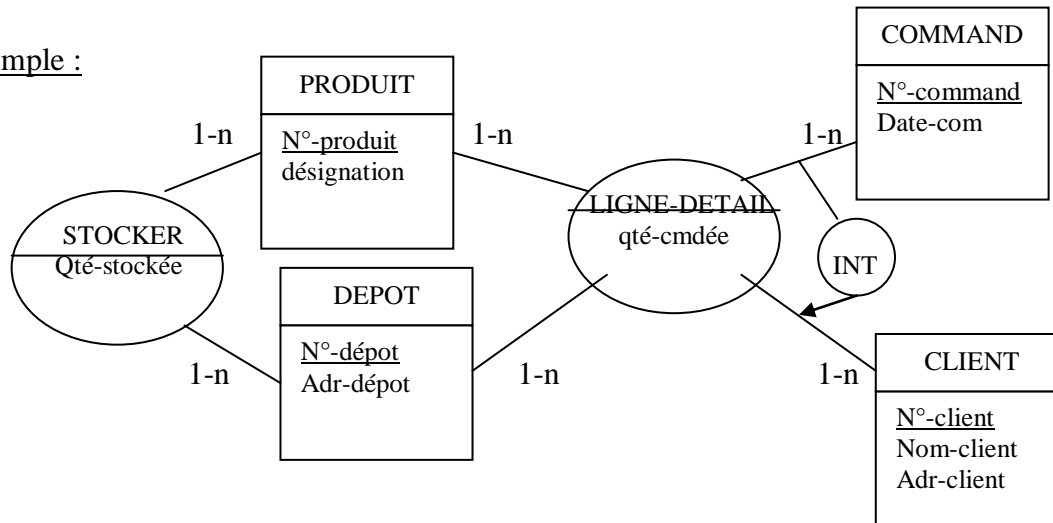 mple :
COMMAND
N°-command
Date-com
PRODUIT
N°-produit
désignation
1-n
1-n
1-n
STOCKER
Qté-stockée
LIGNE-DETAIL
qté-cmdée
INT
DEPOT
N°-dépot
Adr-dépot
1-n
1-n
1-n
CLIENT
N°-client
Nom-client
Adr-client